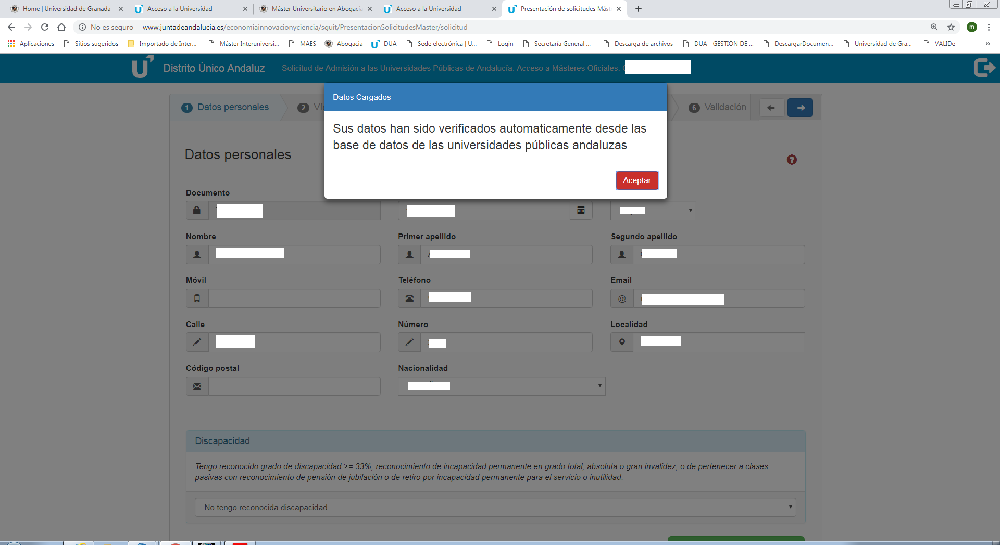 Home | Universidad de Granada
Acceso a la Universidad
Máster Universitario en Abogacía
Acceso a la Universidad
Presentación de solicitudes Mást
No es seguro
www.juntadeandalucia.es/economiainnovacionyciencia/sguit/PresentacionSolicitudesMaster/solicitud
m
Aplicaciones
Sitios sugeridos
Importado de Inter...
Máster Interuniversi...
MAES
Abogacia
DUA
Sede electrónica | U...
Login
Secretaría General ...
Descarga de archivos
DUA - GESTIÓN DE ...
DescargarDocumen...
Universidad de Gra...
VALIDe
»
Distrito Único Andaluz
Solicitud de Admisión a las Universidades Públicas de Andalucía. Acceso a Másteres Oficiales.
1 Datos personales
2
6 Validación
Datos Cargados
Sus datos han sido verificados automaticamente desde las
base de datos de las universidades públicas andaluzas
Aceptar
Datos personales
Documento
Nombre
Primer apellido
Segundo apellido
Móvil
Teléfono
Email
@
Calle
Número
Localidad
Código postal
Nacionalidad
Discapacidad
Tengo reconocido grado de discapacidad >= 33%; reconocimiento de incapacidad permanente en grado total, absoluta o gran invalidez; o de pertenecer a clases
pasivas con reconocimiento de pensión de jubilación o de retiro por incapacidad permanente para el servicio o inutilidad.
No tengo reconocida discapacidad